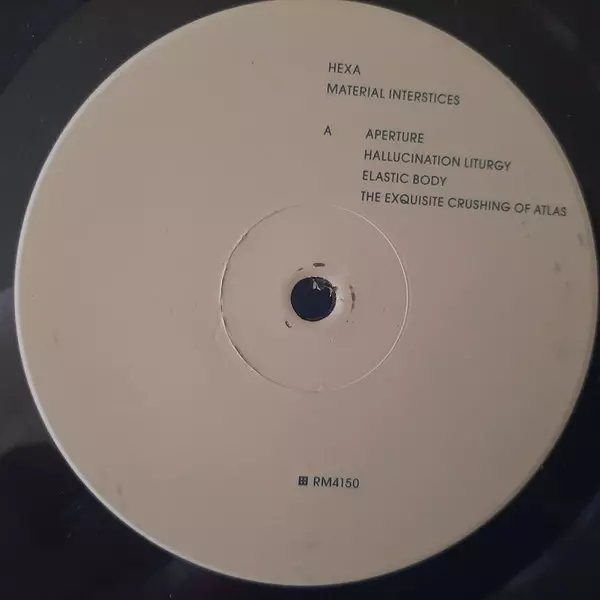 HEXA
MATERIAL INTERSTICES
A APERTURE
HALLUCINATION LITURGY
ELASTIC BODY
THE EXQUISITE CRUSHING OF ATLAS
RM4150